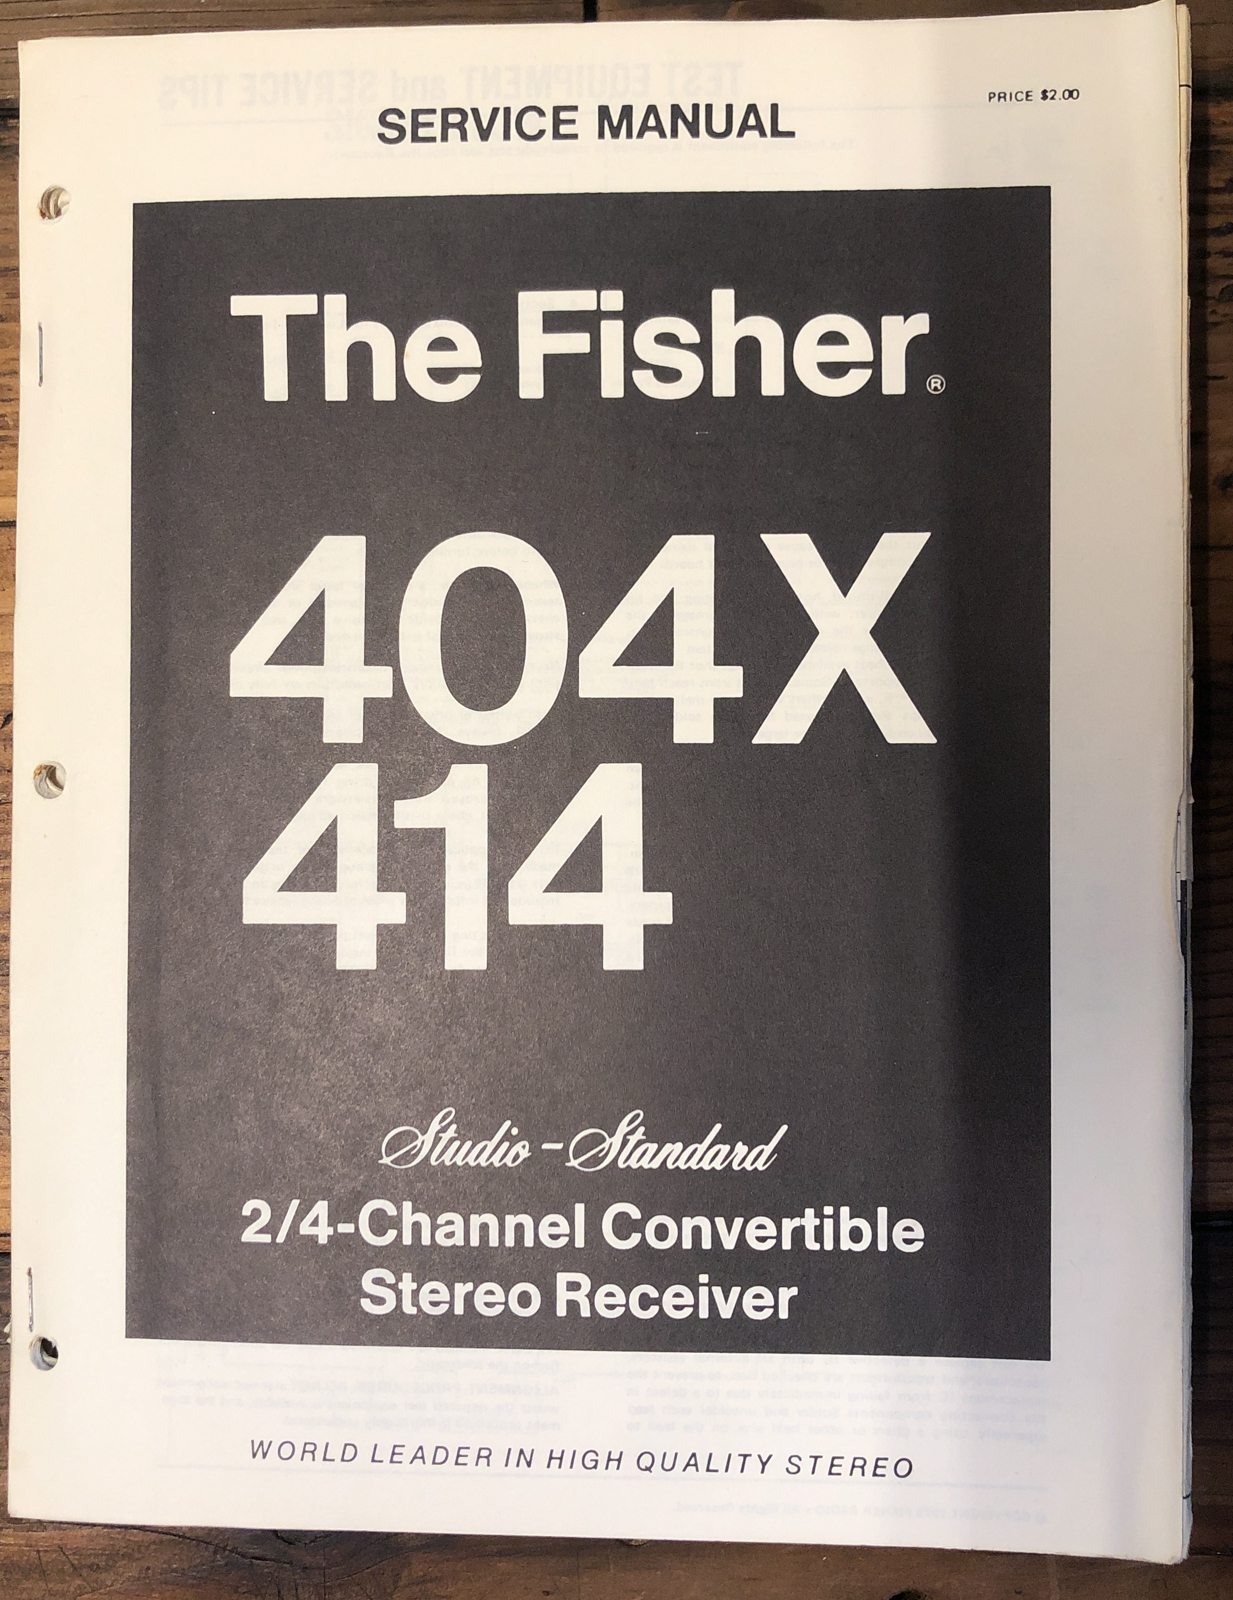 PRICE $2.00
SERVICE MANUAL
The Fisher®
404X
414
Studio-Standard
2/4-Channel Convertible
Stereo Receiver
WORLD LEADER IN HIGH QUALITY STEREO